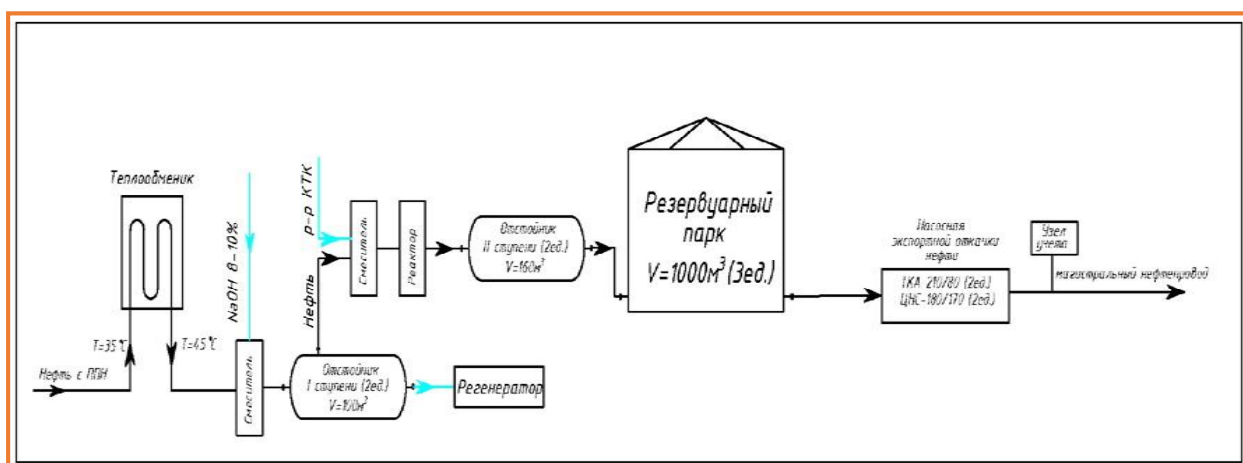 Теплообменик
NaOH 8-10%
р-р КТК
Нефть
Смеситель
Реактор
Отстойник
II ступени (2ед.)
V=160м³
Резервуарный
парк
V=1000м³ (3ед.)
Насосная
экспортной откачки
нефти
1КА 210/80 (2ед.)
ЦНС-180/170 (2ед.)
Узел
учета
магистральный нефтепровод
T=35°C
T=45°C
Нефть с ППН
Смеситель
Отстойник
I ступени (2ед.)
V=100м³
Регенератор